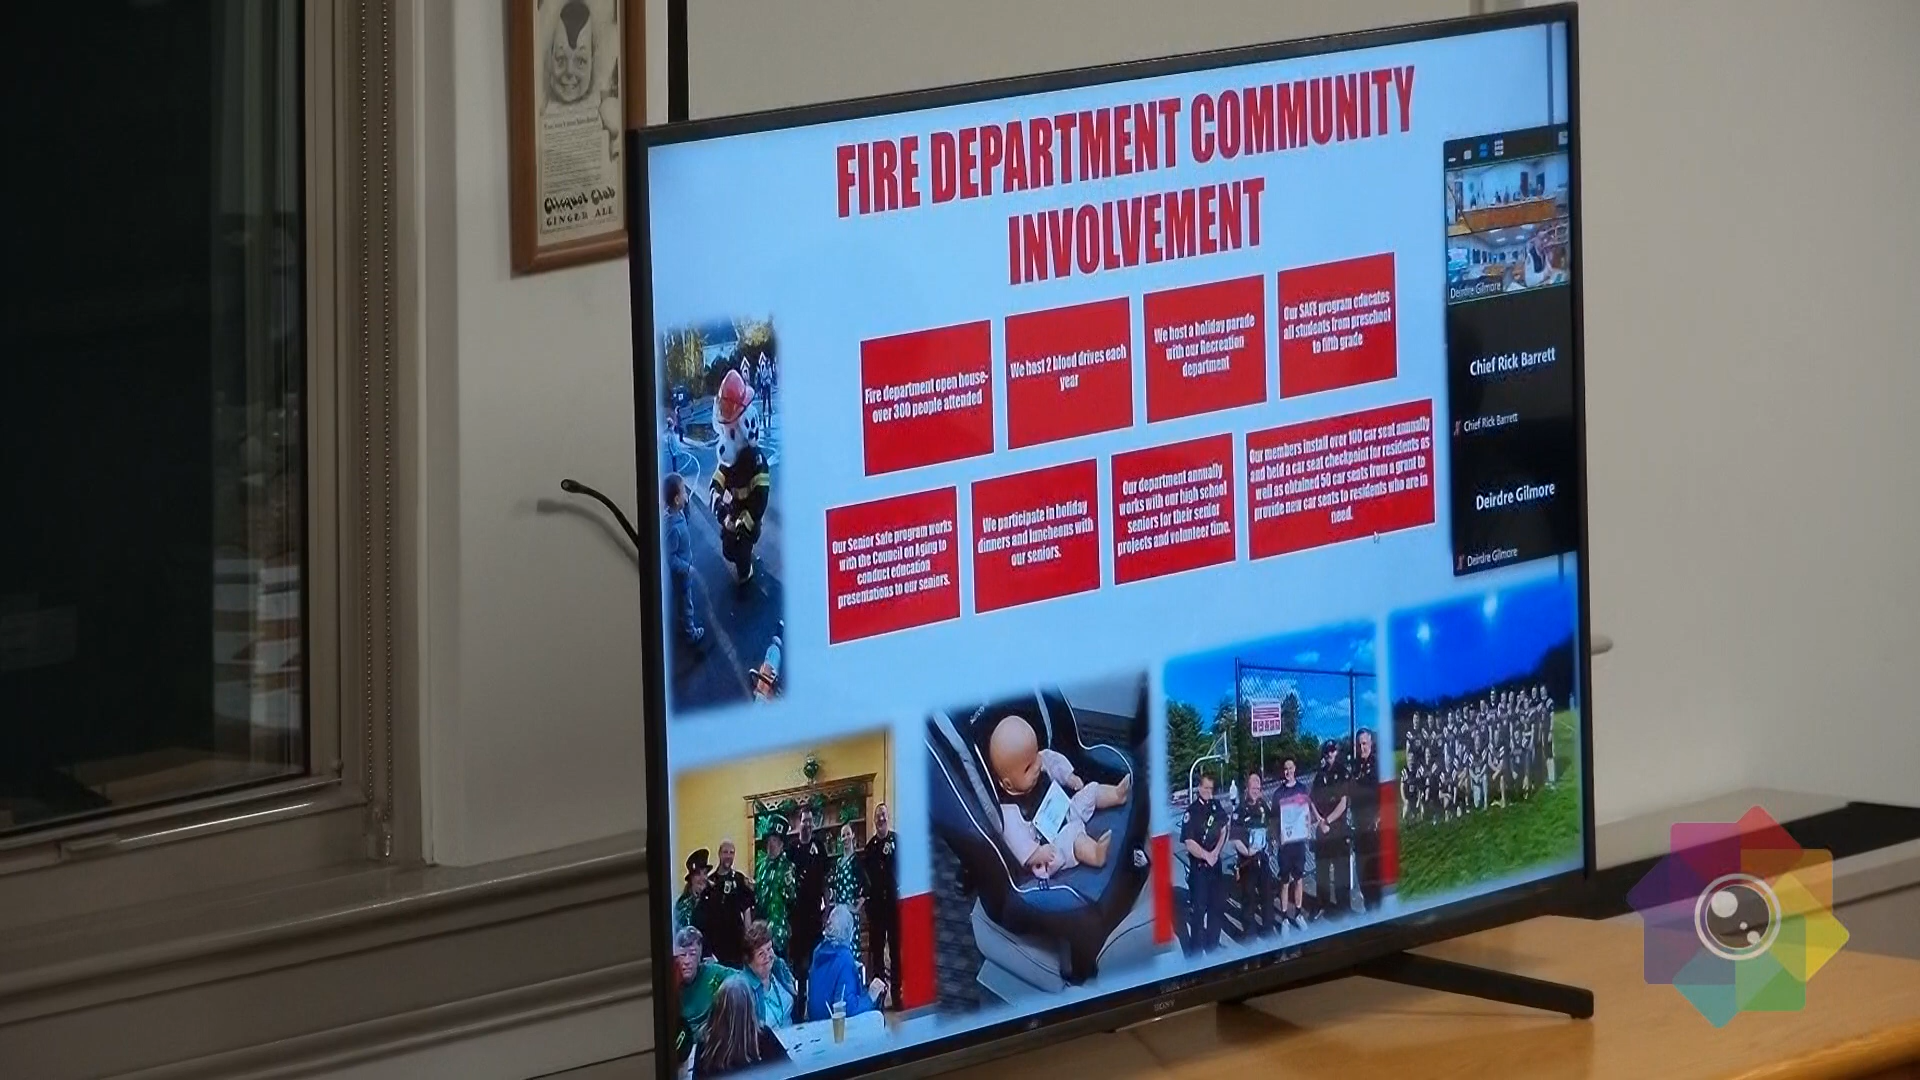 Clicquot Club
GINGER ALE
FIRE DEPARTMENT COMMUNITY
INVOLVEMENT
Fire department open house-
over 300 people attended
We host 2 blood drives each
year
We host a holiday parade
with our Recreation
department
Our SAFE program educates
all students from preschool
to fifth grade
Our Senior Safe program works
with the Council on Aging to
conduct education
presentations to our seniors.
We participate in holiday
dinners and luncheons with
our seniors.
Our department annually
works with our high school
seniors for their senior
projects and volunteer time.
Our members install over 100 car seat annually
and held a car seat checkpoint for residents as
well as obtained 50 car seats from a grant to
provide new car seats to residents who are in
need.
Deirdre Gilmore
Chief Rick Barrett
Chief Rick Barrett
Deirdre Gilmore
Deirdre Gilmore
SONY